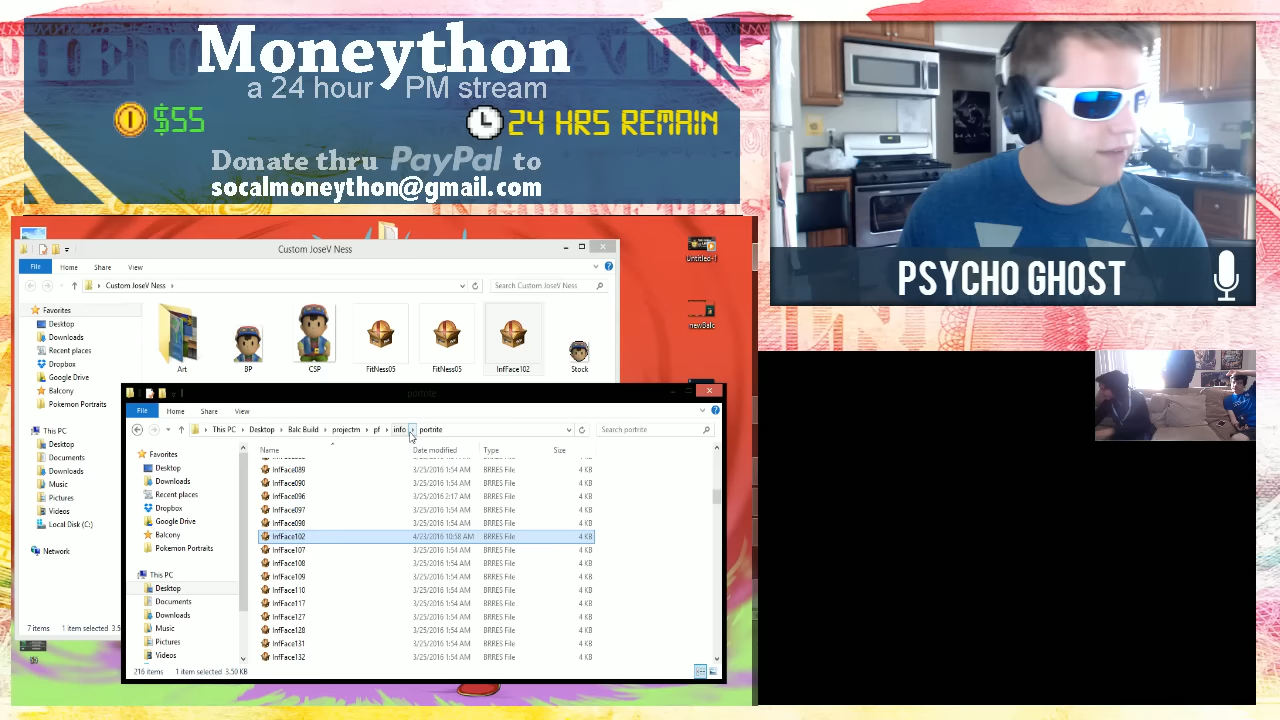 Moneython
a 24 hour PM stream
$55
24 HRS REMAIN
Donate thru PayPal to
socalmoneython@gmail.com
PSYCHO GHOST
Custom JoseV Ness
File Home Share View
Custom JoseV Ness
Search Custom JoseV Ness
Favorites
Desktop
Downloads
Recent places
Dropbox
Google Drive
Balcony
Pokemon Portraits
This PC
Desktop
Documents
Downloads
Music
Pictures
Videos
Local Disk (C:)
Network
Art BP CSP FitNess05 FitNess05 InfFace102 Stock
7 items 1 item selected 3.5
Untitled-1
newBalc
portrite
File Home Share View
This PC Desktop Balc Build projectm pf info portrite
Search portrite
Favorites
Desktop
Downloads
Recent places
Dropbox
Google Drive
Balcony
Pokemon Portraits
This PC
Desktop
Documents
Downloads
Music
Pictures
Videos
Name Date modified Type Size
InfFace089 3/25/2016 1:54 AM BRRES File 4 KB
InfFace090 3/25/2016 1:54 AM BRRES File 4 KB
InfFace096 3/25/2016 2:17 AM BRRES File 4 KB
InfFace097 3/25/2016 1:54 AM BRRES File 4 KB
InfFace098 3/25/2016 1:54 AM BRRES File 4 KB
InfFace102 4/23/2016 10:58 AM BRRES File 4 KB
InfFace107 3/25/2016 1:54 AM BRRES File 4 KB
InfFace108 3/25/2016 1:54 AM BRRES File 4 KB
InfFace109 3/25/2016 1:54 AM BRRES File 4 KB
InfFace110 3/25/2016 1:54 AM BRRES File 4 KB
InfFace117 3/25/2016 1:54 AM BRRES File 4 KB
InfFace127 3/25/2016 1:54 AM BRRES File 4 KB
InfFace128 3/25/2016 1:54 AM BRRES File 4 KB
InfFace131 3/25/2016 1:54 AM BRRES File 4 KB
InfFace132 3/25/2016 1:54 AM BRRES File 4 KB
216 items 1 item selected 3.50 KB